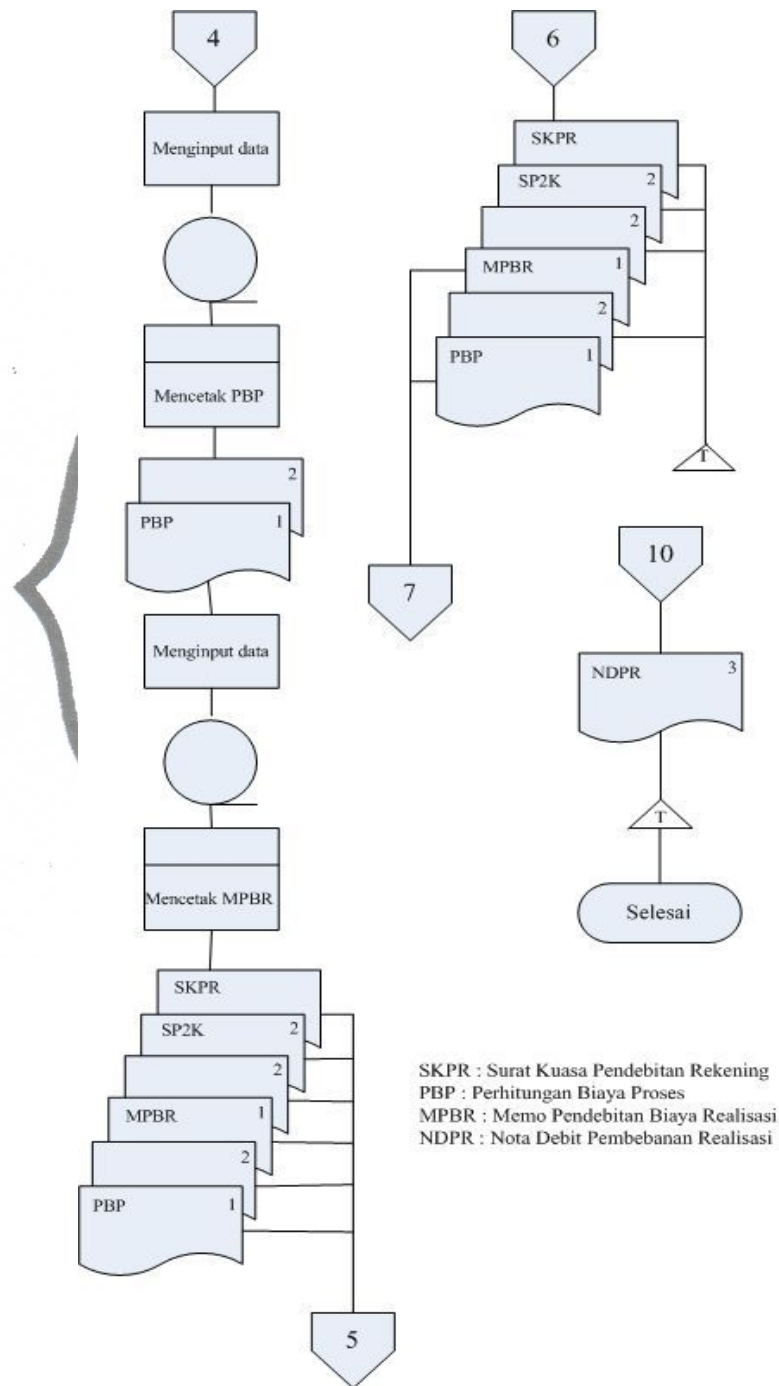 4
Menginput data
Mencetak PBP
2
PBP 1
Menginput data
Mencetak MPBR
SKPR
SP2K 2
2
MPBR 1
2
PBP 1
5
6
SKPR
SP2K 2
2
MPBR 1
2
PBP 1
T
7
10
NDPR 3
T
Selesai
SKPR : Surat Kuasa Pendebitan Rekening
PBP : Perhitungan Biaya Proses
MPBR : Memo Pendebitan Biaya Realisasi
NDPR : Nota Debit Pembebanan Realisasi